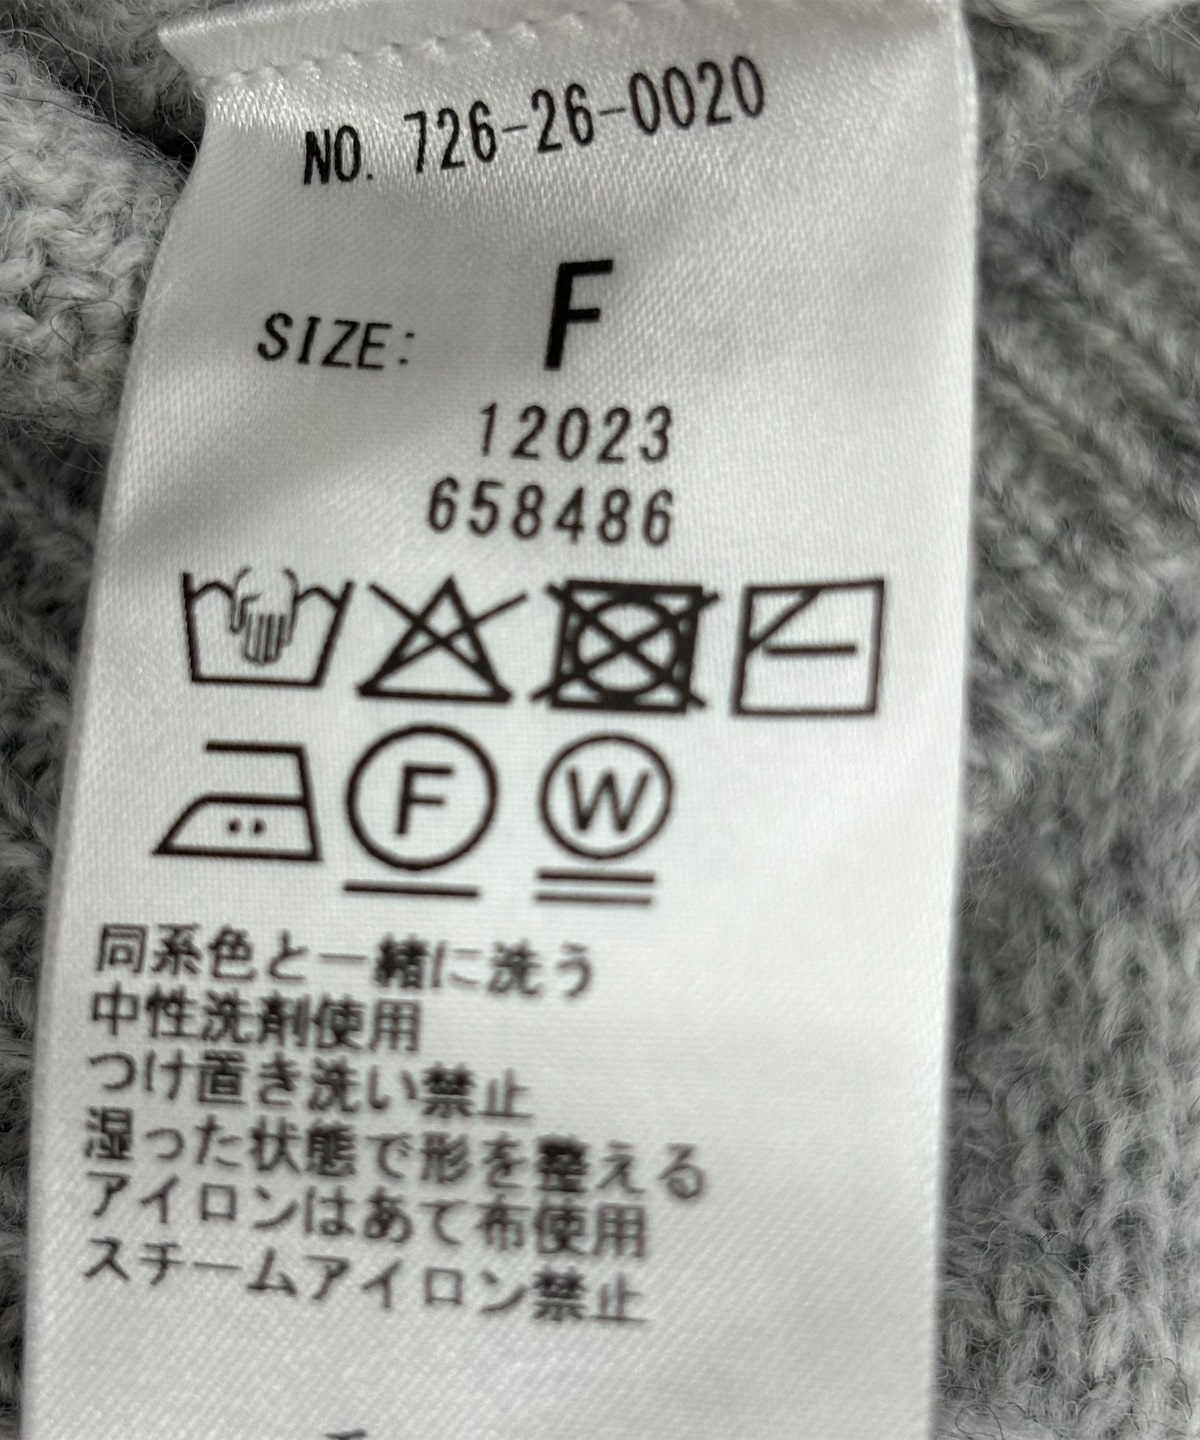 NO. 726-26-0020
SIZE: F
12023
658486
F W
同系色と一緒に洗う
中性洗剤使用
つけ置き洗い禁止
湿った状態で形を整える
アイロンはあて布使用
スチームアイロン禁止